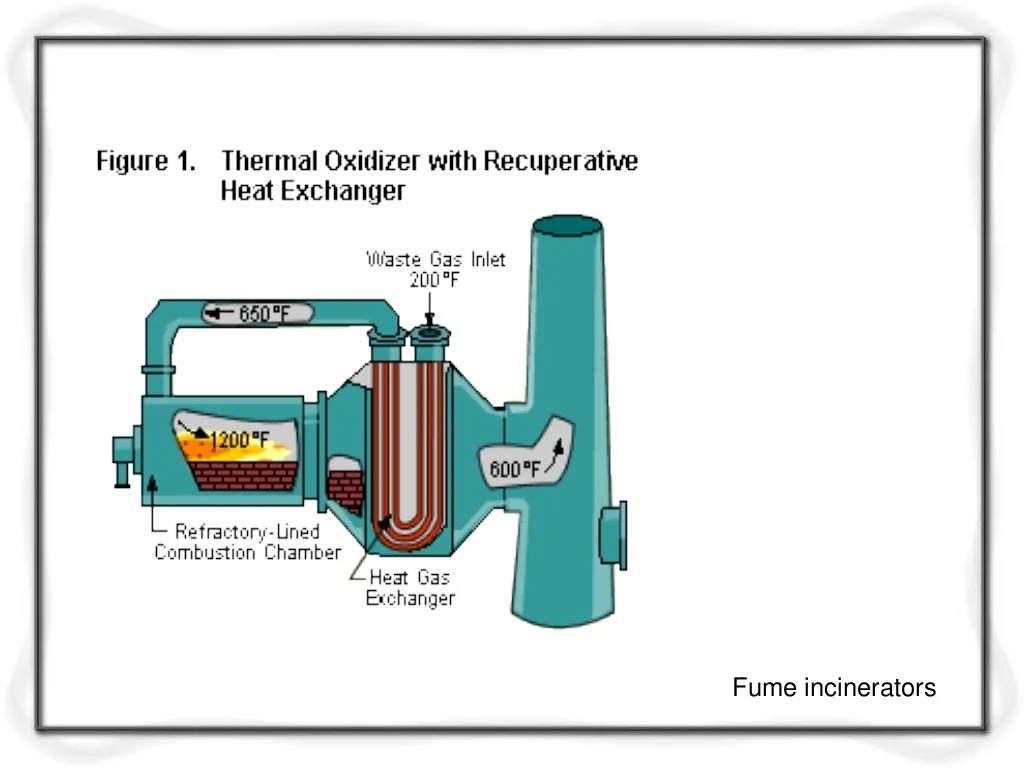 Figure 1. Thermal Oxidizer with Recuperative
Heat Exchanger
Waste Gas Inlet
200°F
650°F
1200°F
600°F
Refractory-Lined
Combustion Chamber
Heat Gas
Exchanger
Fume incinerators